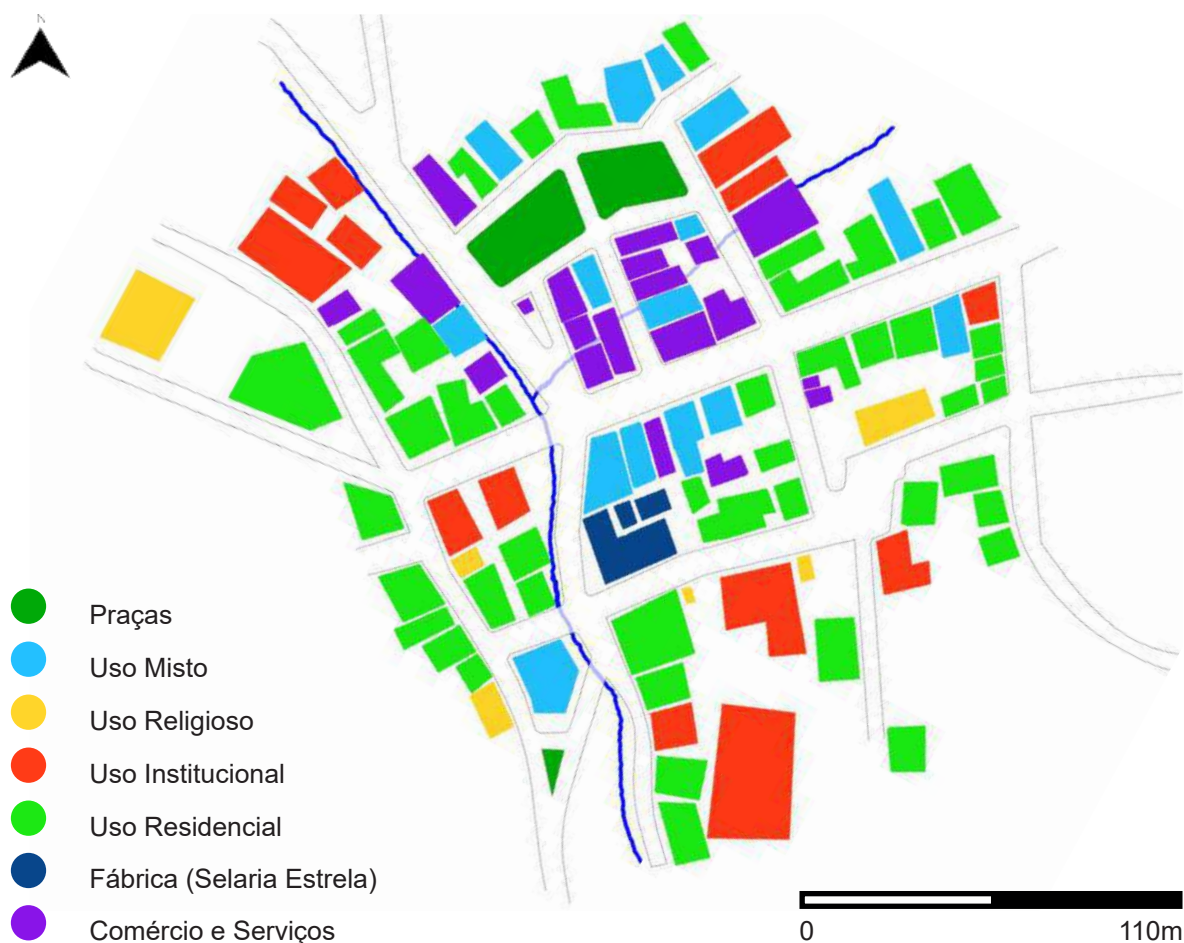 N
Praças
Uso Misto
Uso Religioso
Uso Institucional
Uso Residencial
Fábrica (Selaria Estrela)
Comércio e Serviços
0 110m